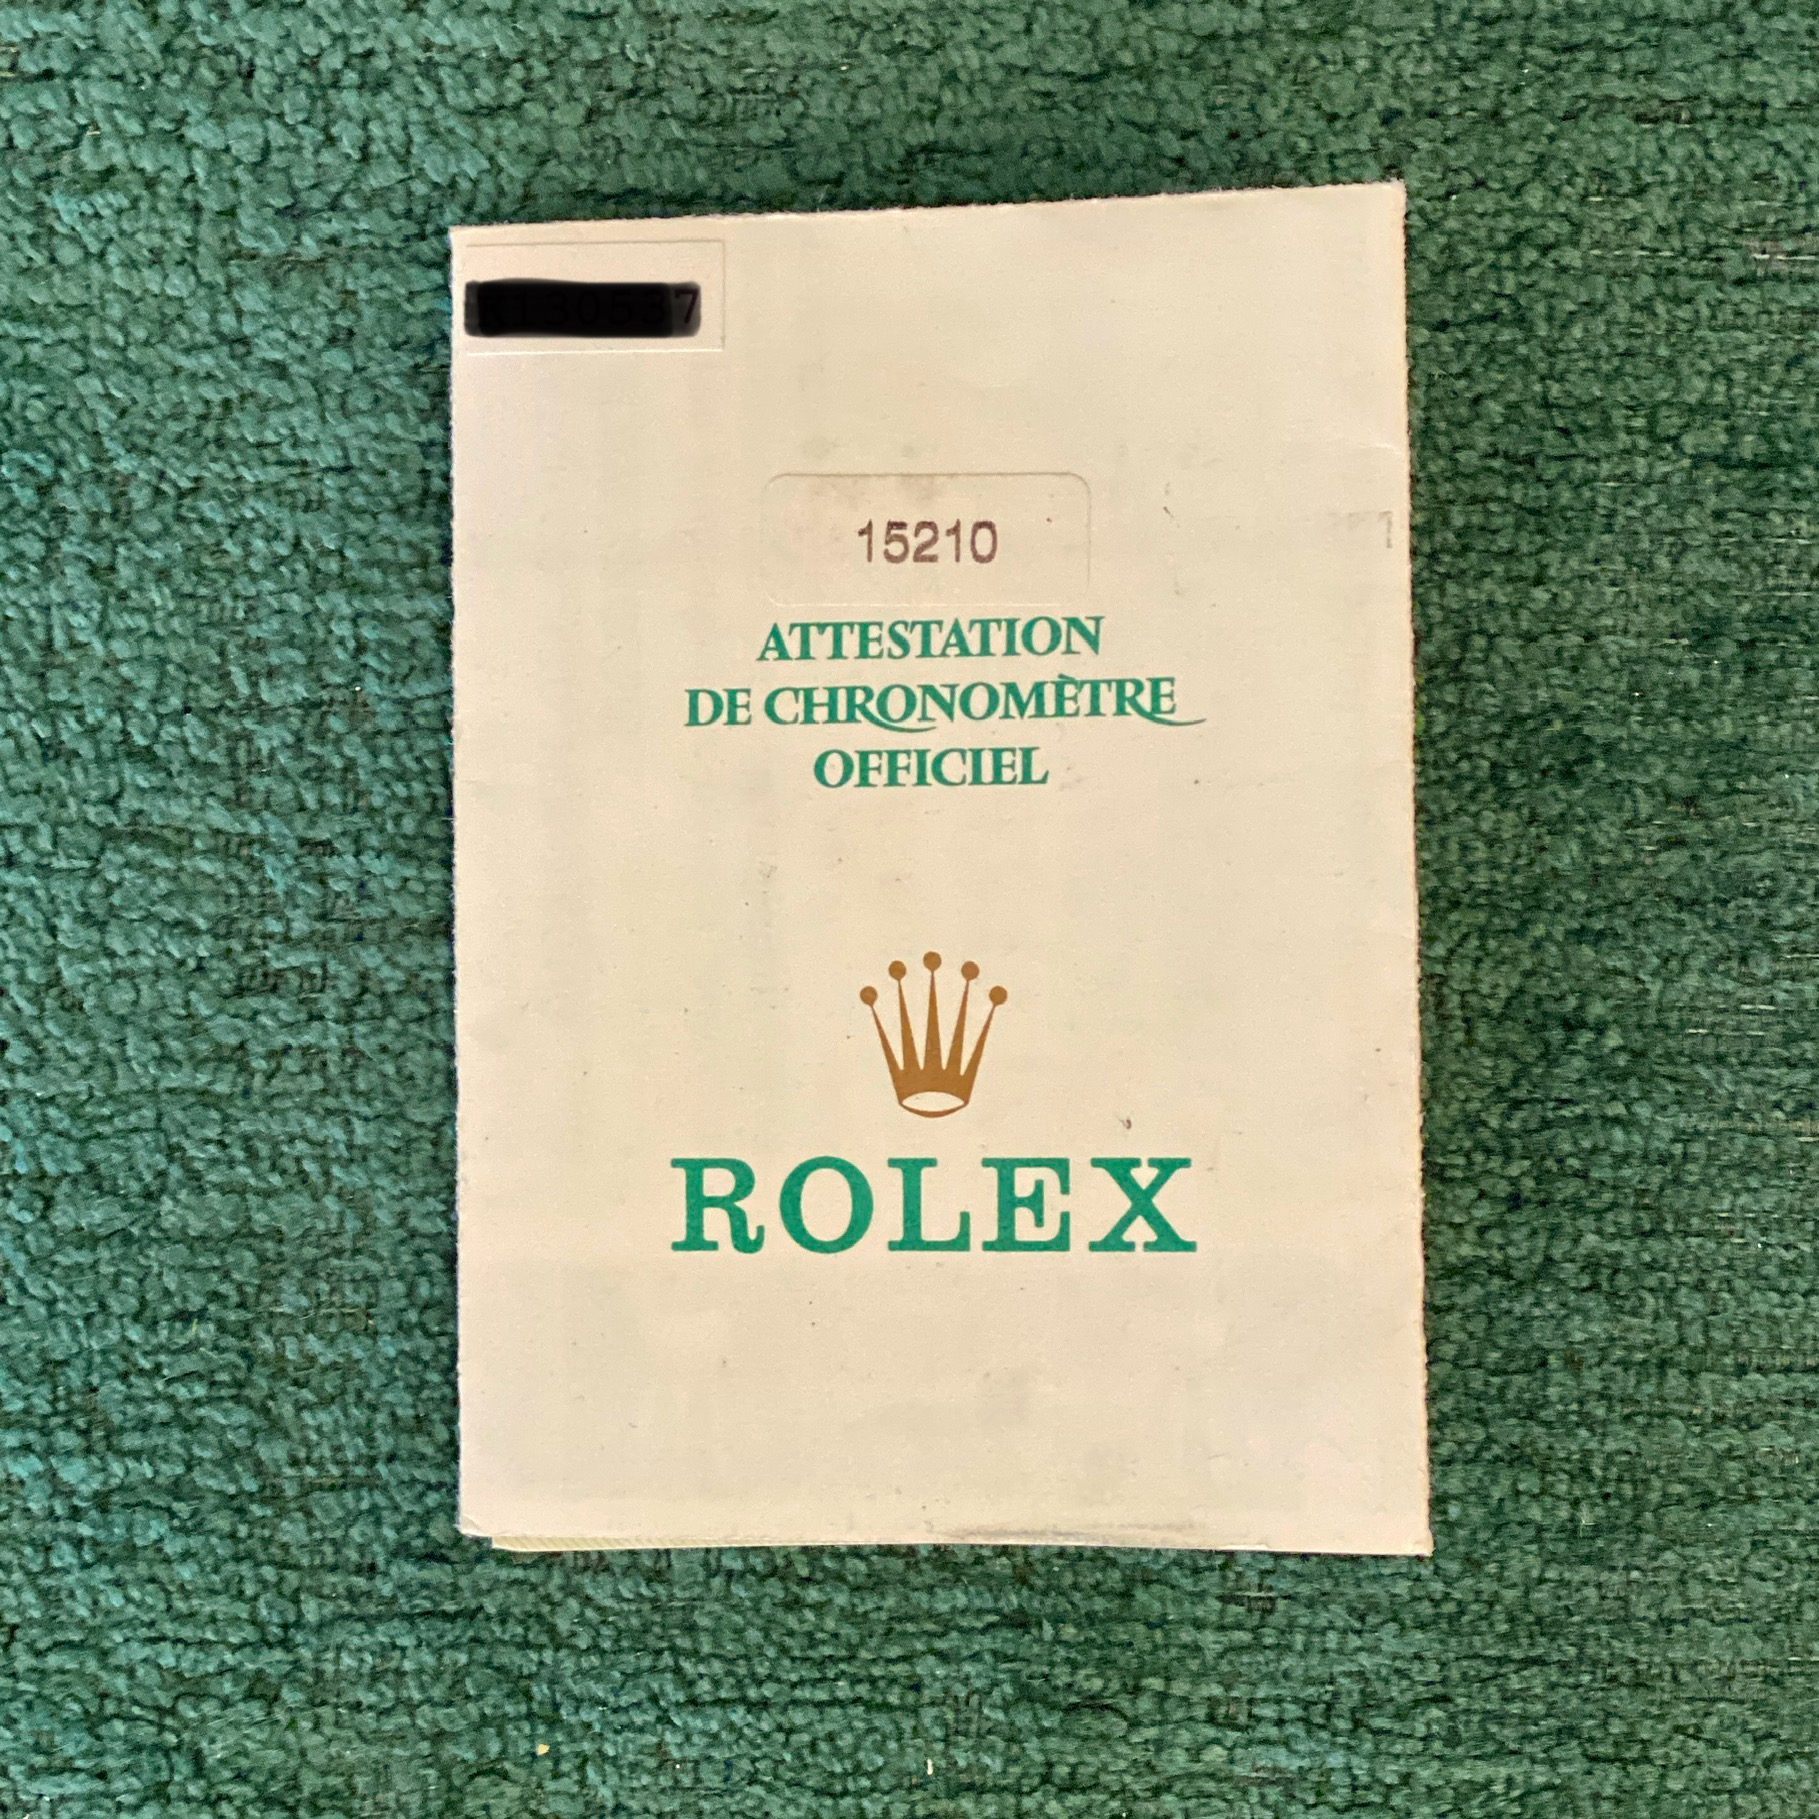 15210
ATTESTATION
DE CHRONOMÈTRE
OFFICIEL
ROLEX